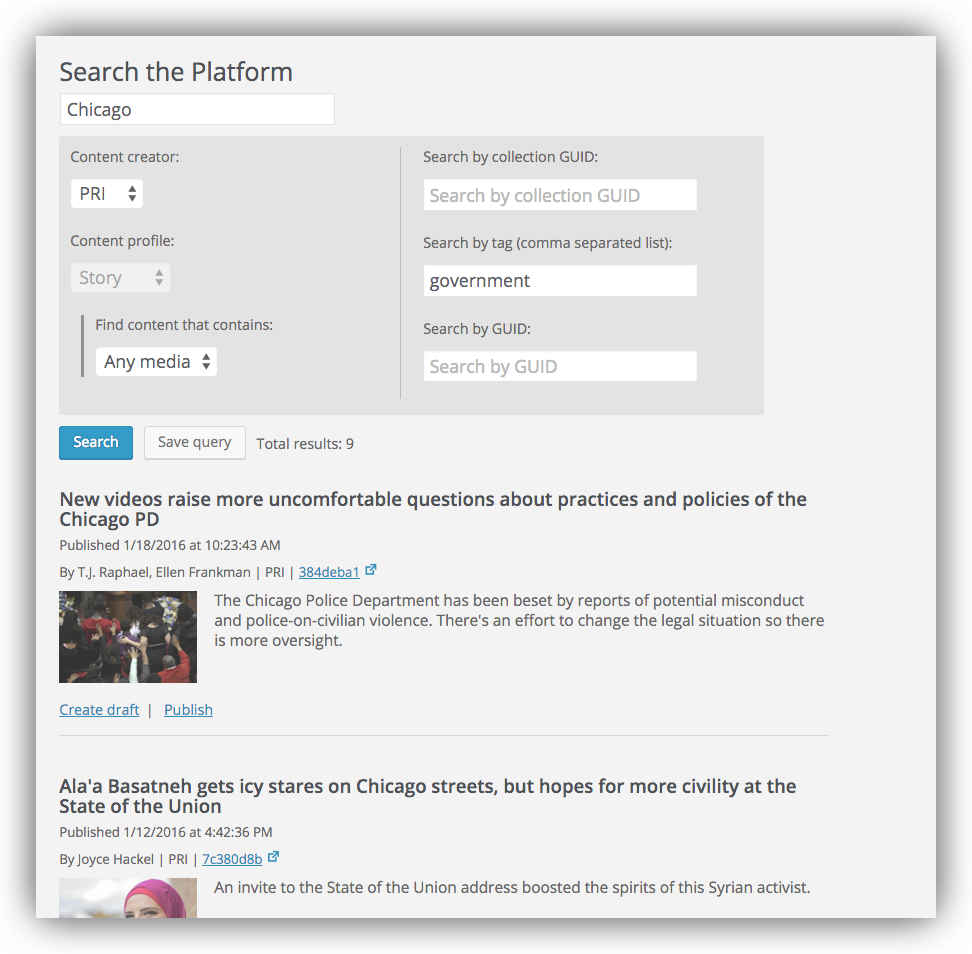 Search the Platform
Chicago
Content creator:
PRI
Content profile:
Story
Find content that contains:
Any media
Search by collection GUID:
Search by collection GUID
Search by tag (comma separated list):
government
Search by GUID:
Search by GUID
Search Save query Total results: 9
New videos raise more uncomfortable questions about practices and policies of the
Chicago PD
Published 1/18/2016 at 10:23:43 AM
By T.J. Raphael, Ellen Frankman | PRI | 384deba1
The Chicago Police Department has been beset by reports of potential misconduct
and police-on-civilian violence. There's an effort to change the legal situation so there
is more oversight.
Create draft | Publish
Ala'a Basatneh gets icy stares on Chicago streets, but hopes for more civility at the
State of the Union
Published 1/12/2016 at 4:42:36 PM
By Joyce Hackel | PRI | 7c380d8b
An invite to the State of the Union address boosted the spirits of this Syrian activist.